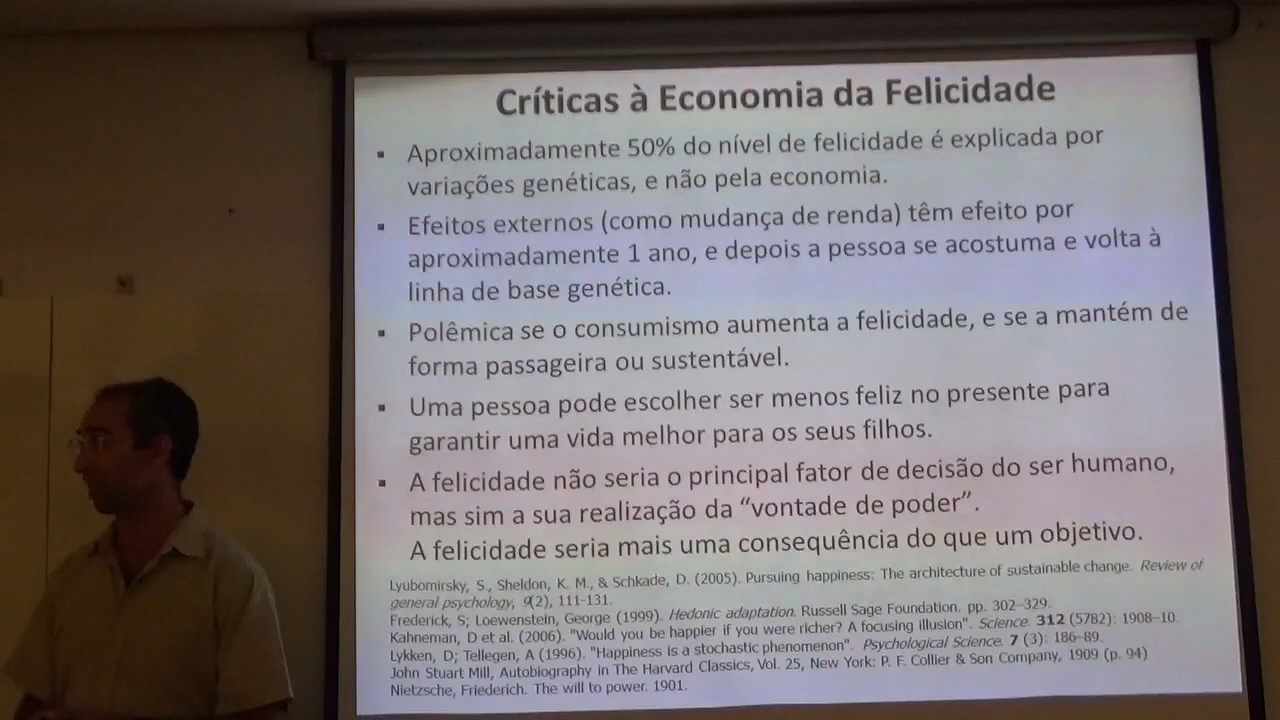 Críticas à Economia da Felicidade
▪ Aproximadamente 50% do nível de felicidade é explicada por
variações genéticas, e não pela economia.
▪ Efeitos externos (como mudança de renda) têm efeito por
aproximadamente 1 ano, e depois a pessoa se acostuma e volta à
linha de base genética.
▪ Polêmica se o consumismo aumenta a felicidade, e se a mantém de
forma passageira ou sustentável.
▪ Uma pessoa pode escolher ser menos feliz no presente para
garantir uma vida melhor para os seus filhos.
▪ A felicidade não seria o principal fator de decisão do ser humano,
mas sim a sua realização da “vontade de poder”.
A felicidade seria mais uma consequência do que um objetivo.
Lyubomirsky, S., Sheldon, K. M., & Schkade, D. (2005). Pursuing happiness: The architecture of sustainable change. Review of
general psychology, 9(2), 111-131.
Frederick, S; Loewenstein, George (1999). Hedonic adaptation. Russell Sage Foundation. pp. 302–329.
Kahneman, D et al. (2006). "Would you be happier if you were richer? A focusing illusion". Science. 312 (5782): 1908–10.
Lykken, D; Tellegen, A (1996). "Happiness is a stochastic phenomenon". Psychological Science. 7 (3): 186–89.
John Stuart Mill, Autobiography in The Harvard Classics, Vol. 25, New York: P. F. Collier & Son Company, 1909 (p. 94)
Nietzsche, Friederich. The will to power. 1901.